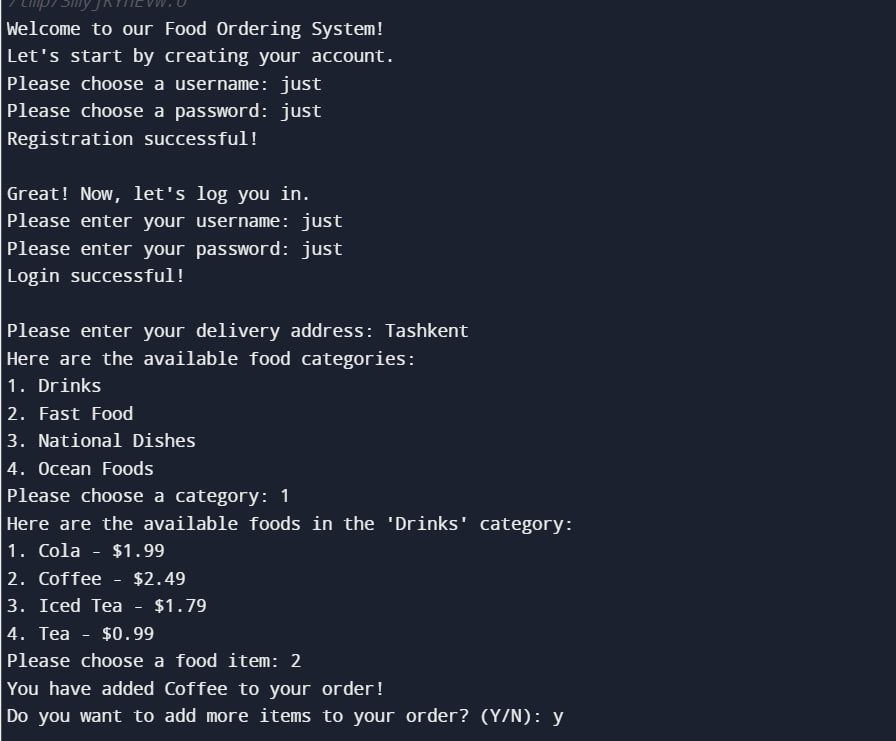 Welcome to our Food Ordering System!
Let's start by creating your account.
Please choose a username: just
Please choose a password: just
Registration successful!
Great! Now, let's log you in.
Please enter your username: just
Please enter your password: just
Login successful!
Please enter your delivery address: Tashkent
Here are the available food categories:
1. Drinks
2. Fast Food
3. National Dishes
4. Ocean Foods
Please choose a category: 1
Here are the available foods in the 'Drinks' category:
1. Cola - $1.99
2. Coffee - $2.49
3. Iced Tea - $1.79
4. Tea - $0.99
Please choose a food item: 2
You have added Coffee to your order!
Do you want to add more items to your order? (Y/N): y